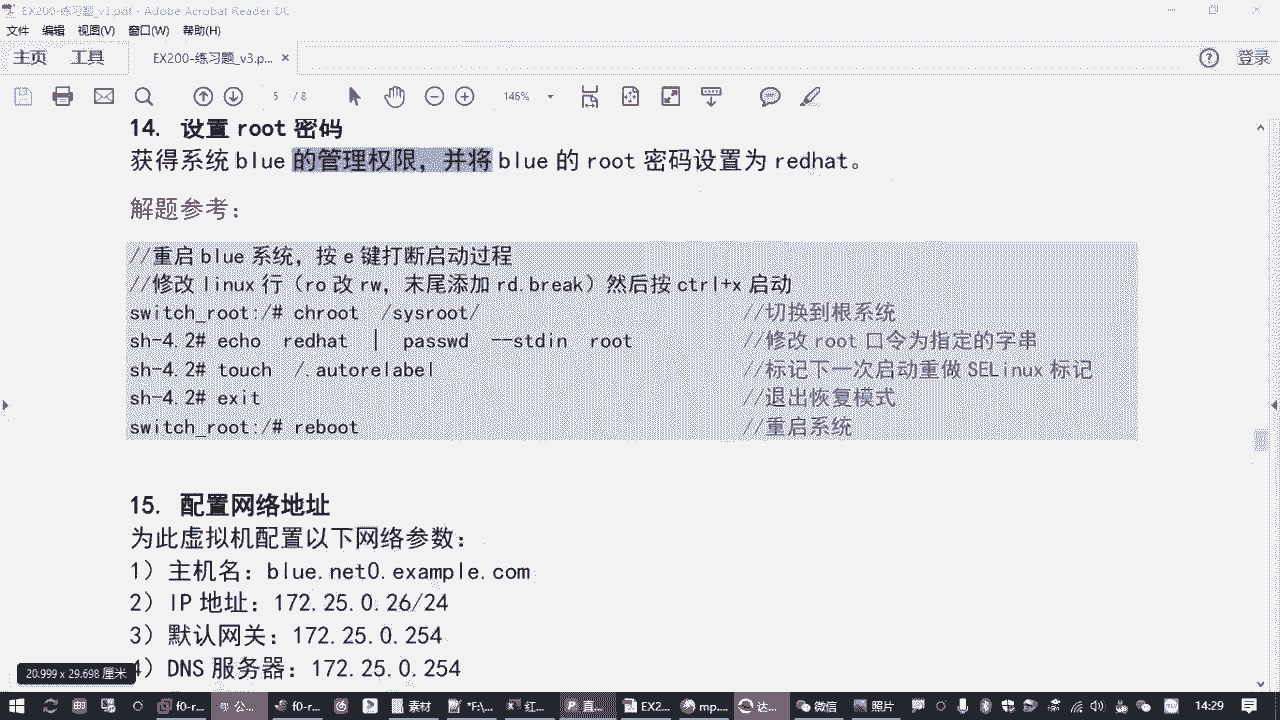 EX200-练习题_v3.pdf - Adobe Acrobat Reader DC
文件 编辑 视图(V) 窗口(W) 帮助(H)
主页 工具 EX200-练习题_v3.p... × 登录
5 / 8 146%
14. 设置 root 密码
获得系统 blue 的管理权限，并将 blue 的 root 密码设置为 redhat。
解题参考：
//重启 blue 系统，按 e 键打断启动过程
//修改 linux 行（ro 改 rw，末尾添加 rd.break）然后按 ctrl+x 启动
switch_root:/# chroot /sysroot/ //切换到根系统
sh-4.2# echo redhat | passwd --stdin root //修改 root 口令为指定的字串
sh-4.2# touch /.autorelabel //标记下一次启动重做 SELinux 标记
sh-4.2# exit //退出恢复模式
switch_root:/# reboot //重启系统
15. 配置网络地址
为此虚拟机配置以下网络参数：
1）主机名：blue.net0.example.com
2）IP 地址：172.25.0.26/24
3）默认网关：172.25.0.254
4）DNS 服务器：172.25.0.254
20.999 x 29.698 厘米
f0-r... 公... f0-r... 素材 *F:\... 红... 直... EX2... mp... 达... 微信 照片 14:29